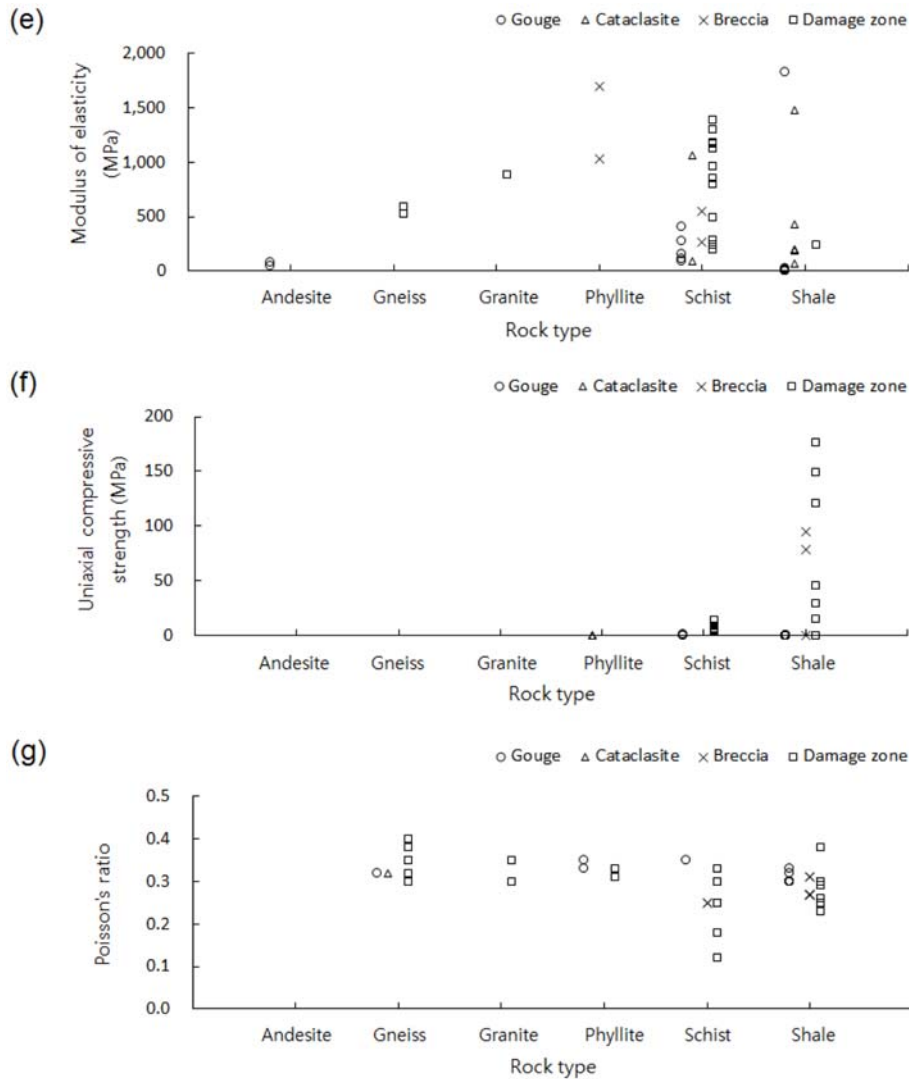 (e)
Gouge Cataclasite Breccia Damage zone
2,000
1,500
1,000
500
0
Modulus of elasticity
(MPa)
Andesite Gneiss Granite Phyllite Schist Shale
Rock type
(f)
Gouge Cataclasite Breccia Damage zone
200
150
100
50
0
Uniaxial compressive
strength (MPa)
Andesite Gneiss Granite Phyllite Schist Shale
Rock type
(g)
Gouge Cataclasite Breccia Damage zone
0.5
0.4
0.3
0.2
0.1
0.0
Poisson's ratio
Andesite Gneiss Granite Phyllite Schist Shale
Rock type